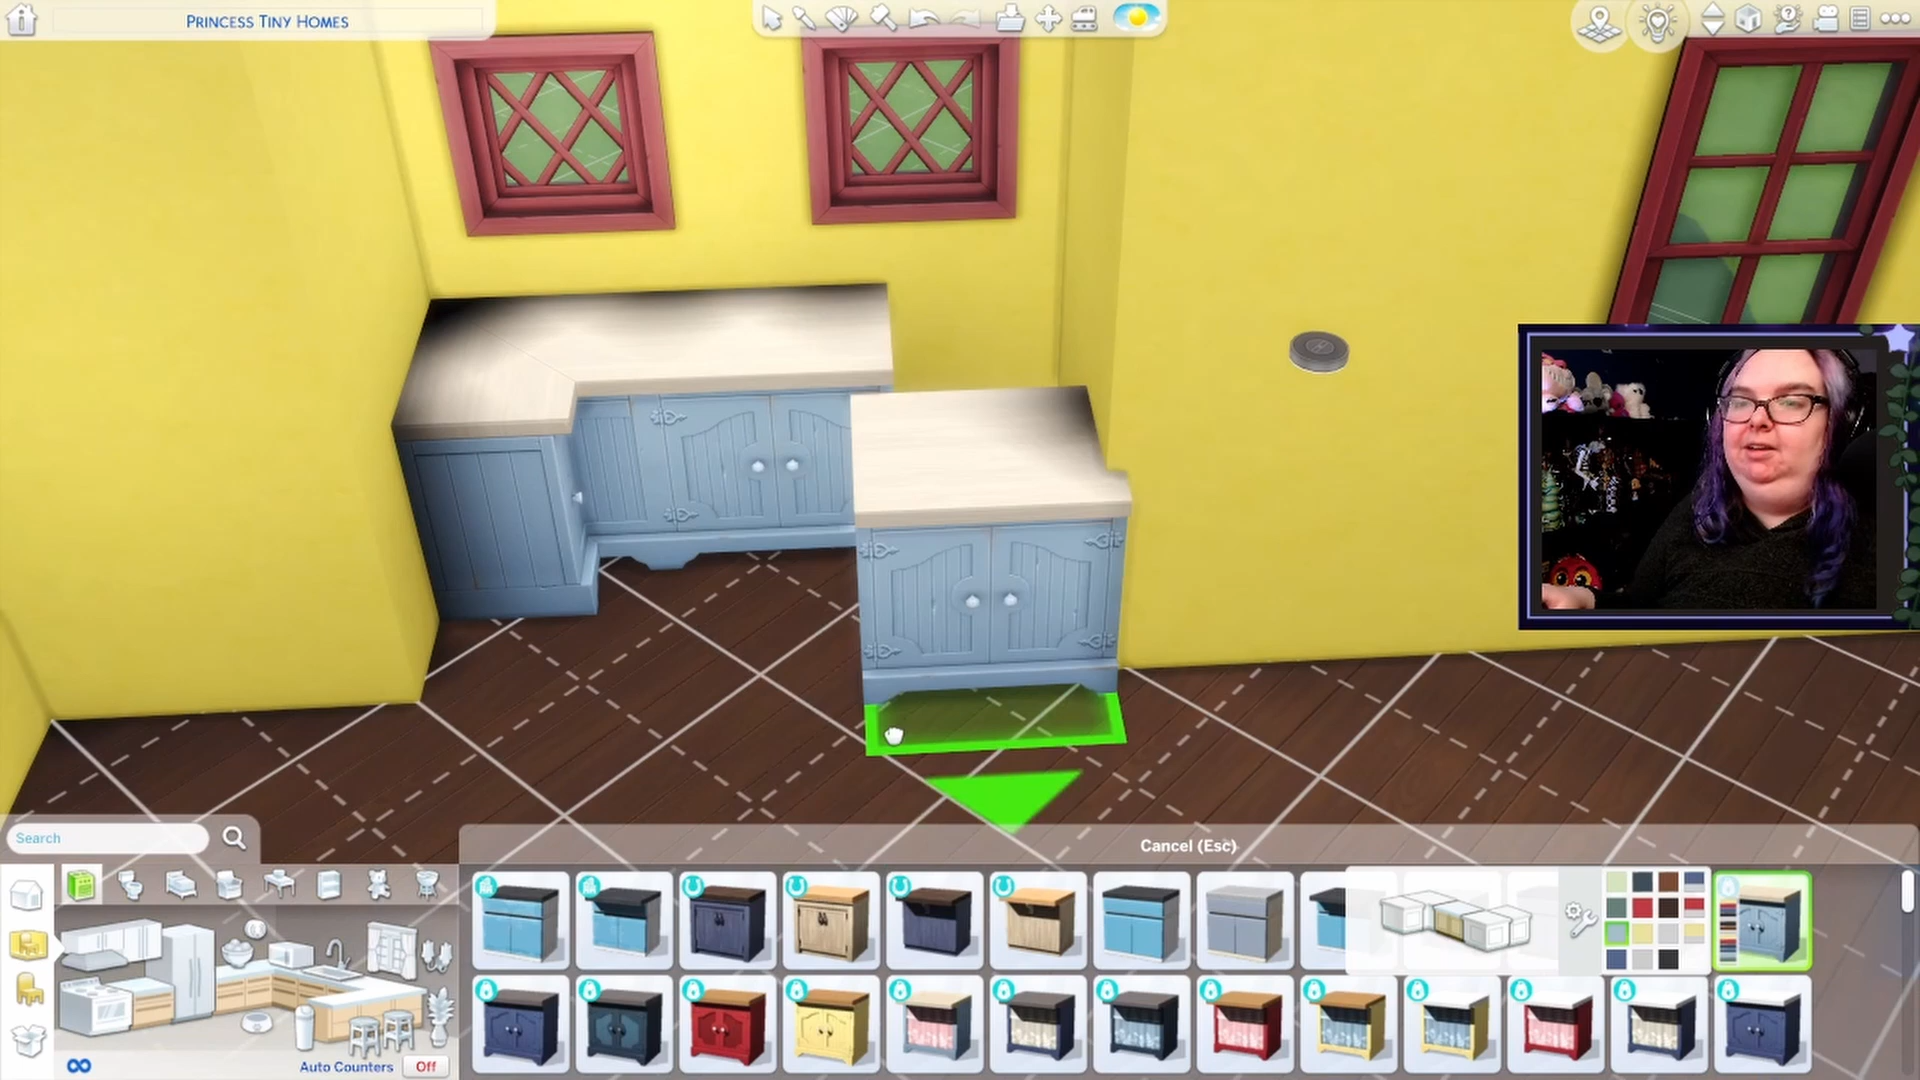 PRINCESS TINY HOMES
Cancel (Esc)
Search
Auto Counters
Off